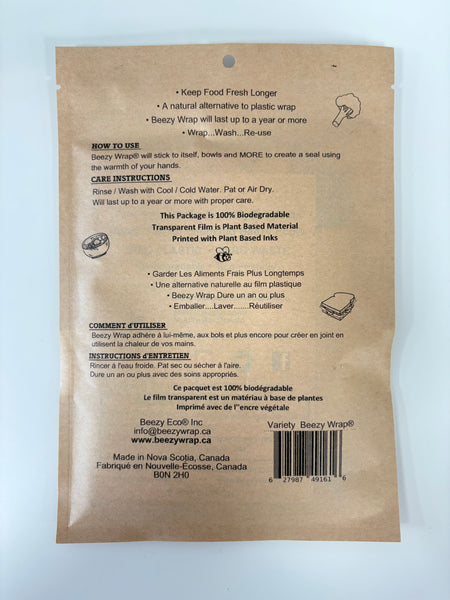 • Keep Food Fresh Longer
• A natural alternative to plastic wrap
• Beezy Wrap will last up to a year or more
• Wrap...Wash...Re-use
HOW TO USE
Beezy Wrap® will stick to itself, bowls and MORE to create a seal using
the warmth of your hands.
CARE INSTRUCTIONS
Rinse / Wash with Cool / Cold Water. Pat or Air Dry.
Will last up to a year or more with proper care.
This Package is 100% Biodegradable
Transparent Film is Plant Based Material
Printed with Plant Based Inks
• Garder Les Aliments Frais Plus Longtemps
• Une alternative naturelle au film plastique
• Beezy Wrap Dure un an ou plus
• Emballer....Laver.......Réutiliser
COMMENT d'UTILISER
Beezy Wrap adhère à lui-même, aux bols et plus encore pour créer en joint en
utilisant la chaleur de vos mains.
INSTRUCTIONS d'ENTRETIEN
Rincer à l'eau froide. Pat sec ou sécher à l'aire.
Dure un an ou plus avec des soins appropriés.
Ce pacquet est 100% biodégradable
Le film transparent est un matériau à base de plantes
Imprimé avec de l''encre végétale
Beezy Eco® Inc
info@beezywrap.ca
www.beezywrap.ca
Variety Beezy Wrap®
Made in Nova Scotia, Canada
Fabriqué en Nouvelle-Écosse, Canada
B0N 2H0
6 27987 49161 6